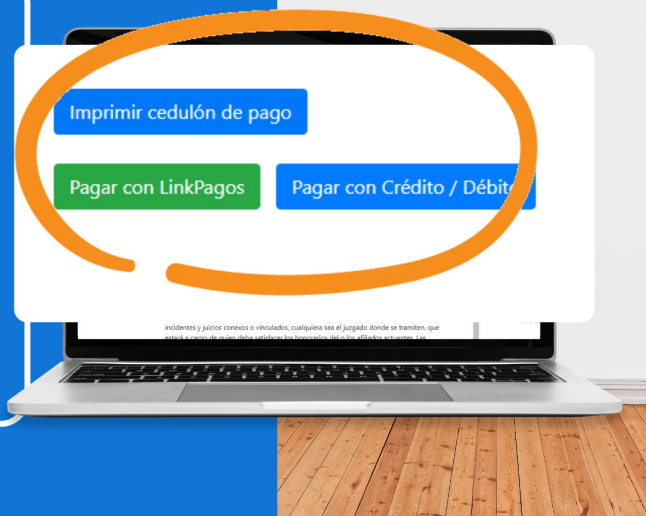 Imprimir cedulón de pago
Pagar con LinkPagos
Pagar con Crédito / Débito
incidentes y juicios conexos o vinculados, cualquiera sea el juzgado donde se tramiten, que
estará a cargo de quien deba satisfacer los honorarios del o los afiliados actuantes. Las